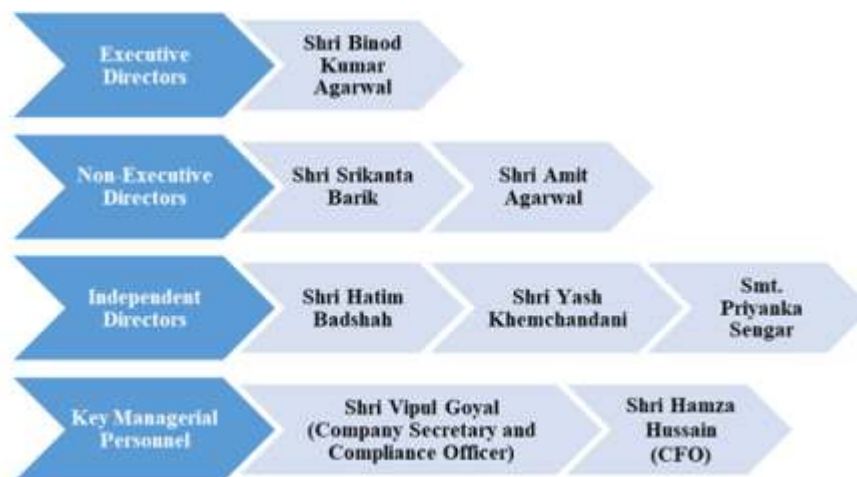 Executive
Directors
Shri Binod
Kumar
Agarwal
Non-Executive
Directors
Shri Srikanta
Barik
Shri Amit
Agarwal
Independent
Directors
Shri Hatim
Badshah
Shri Yash
Khemchandani
Smt.
Priyanka
Sengar
Key Managerial
Personnel
Shri Vipul Goyal
(Company Secretary and
Compliance Officer)
Shri Hamza
Hussain
(CFO)